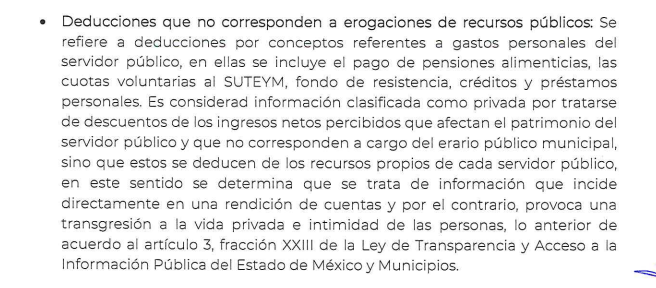 • Deducciones que no corresponden a erogaciones de recursos públicos: Se
refiere a deducciones por conceptos referentes a gastos personales del
servidor público, en ellas se incluye el pago de pensiones alimenticias, las
cuotas voluntarias al SUTEYM, fondo de resistencia, créditos y préstamos
personales. Es considerad información clasificada como privada por tratarse
de descuentos de los ingresos netos percibidos que afectan el patrimonio del
servidor público y que no corresponden a cargo del erario público municipal,
sino que estos se deducen de los recursos propios de cada servidor público,
en este sentido se determina que se trata de información que incide
directamente en una rendición de cuentas y por el contrario, provoca una
transgresión a la vida privada e intimidad de las personas, lo anterior de
acuerdo al artículo 3, fracción XXIII de la Ley de Transparencia y Acceso a la
Información Pública del Estado de México y Municipios.